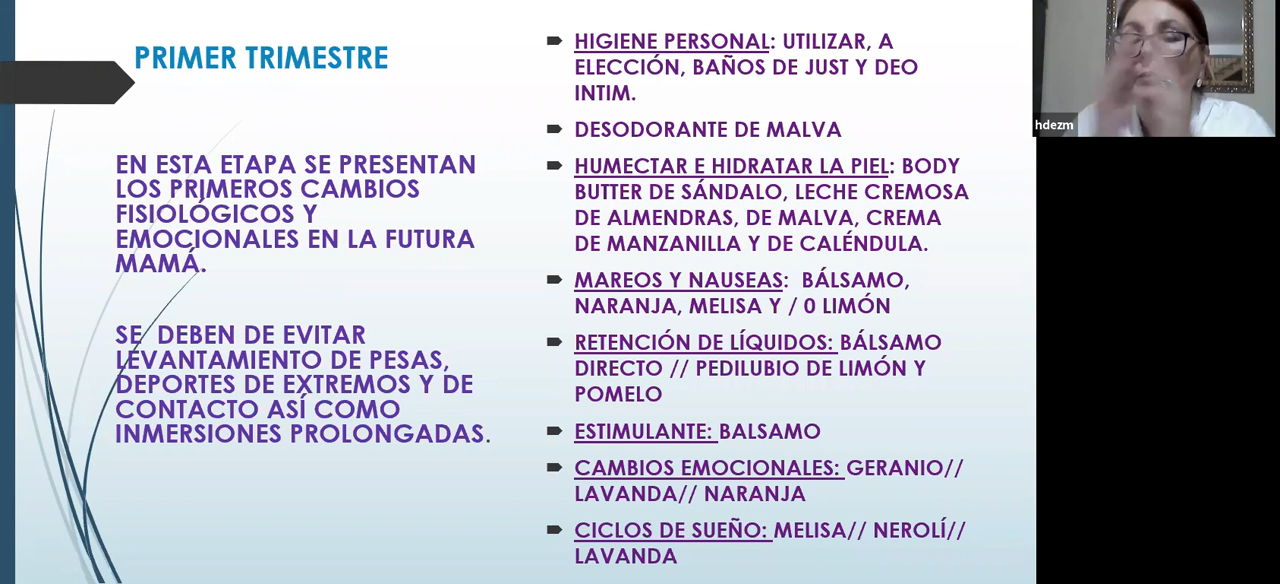 PRIMER TRIMESTRE
EN ESTA ETAPA SE PRESENTAN
LOS PRIMEROS CAMBIOS
FISIOLÓGICOS Y
EMOCIONALES EN LA FUTURA
MAMÁ.
SE DEBEN DE EVITAR
LEVANTAMIENTO DE PESAS,
DEPORTES DE EXTREMOS Y DE
CONTACTO ASÍ COMO
INMERSIONES PROLONGADAS.
HIGIENE PERSONAL: UTILIZAR, A
ELECCIÓN, BAÑOS DE JUST Y DEO
INTIM.
DESODORANTE DE MALVA
HUMECTAR E HIDRATAR LA PIEL: BODY
BUTTER DE SÁNDALO, LECHE CREMOSA
DE ALMENDRAS, DE MALVA, CREMA
DE MANZANILLA Y DE CALÉNDULA.
MAREOS Y NAUSEAS: BÁLSAMO,
NARANJA, MELISA Y / 0 LIMÓN
RETENCIÓN DE LÍQUIDOS: BÁLSAMO
DIRECTO // PEDILUBIO DE LIMÓN Y
POMELO
ESTIMULANTE: BALSAMO
CAMBIOS EMOCIONALES: GERANIO//
LAVANDA// NARANJA
CICLOS DE SUEÑO: MELISA// NEROLÍ//
LAVANDA
hdezm